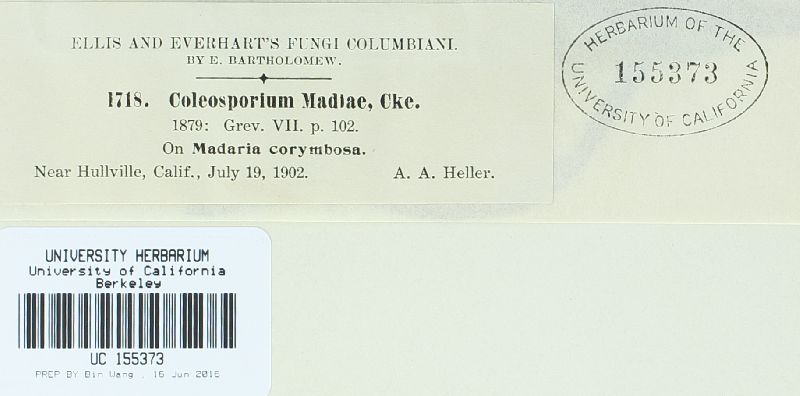 ELLIS AND EVERHART'S FUNGI COLUMBIANI.
BY E. BARTHOLOMEW.
1718. Coleosporium Madiae, Cke.
1879: Grev. VII. p. 102.
On Madaria corymbosa.
Near Hullville, Calif., July 19, 1902. A. A. Heller.
HERBARIUM OF THE
155373
UNIVERSITY OF CALIFORNIA
UNIVERSITY HERBARIUM
University of California
Berkeley
UC 155373
PREP BY Bin Wang , 16 Jun 2016